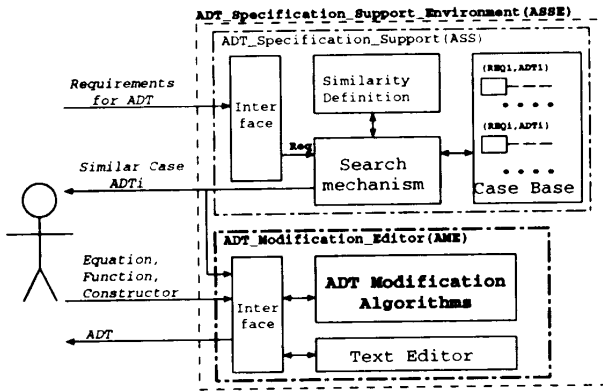 ADT_Specification_Support_Environment(ASSE)
ADT_Specification_Support(ASS)
Requirements
for ADT
Inter
face
Similarity
Definition
(REQ1,ADT1)
(REQi,ADTi)
Case Base
Req
Search
mechanism
Similar Case
ADTi
ADT_Modification_Editor(AME)
Equation,
Function,
Constructor
Inter
face
ADT Modification
Algorithms
ADT
Text Editor